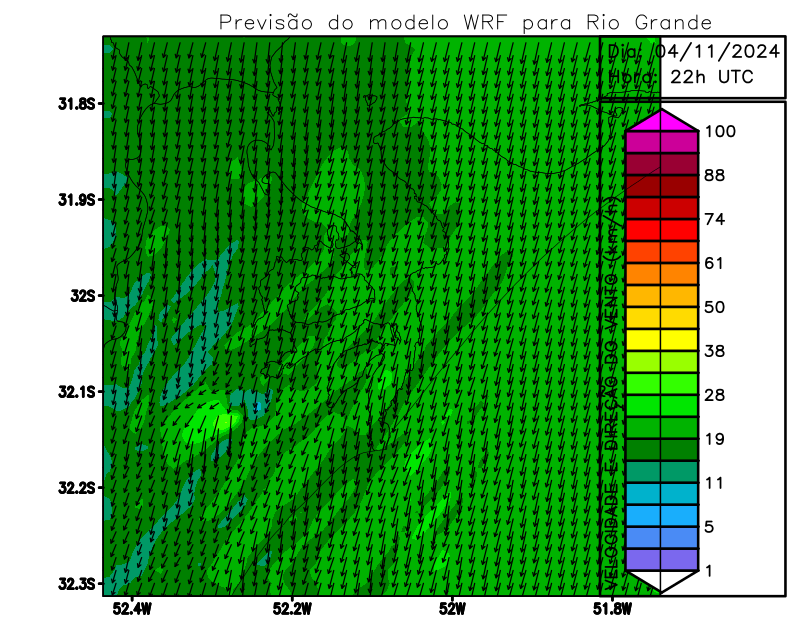 Previsão do modelo WRF para Rio Grande
Dia: 04/11/2024
Hora: 22h UTC
31.8S
31.9S
32S
32.1S
32.2S
32.3S
52.4W
52.2W
52W
51.8W
VELOCIDADE E DIREÇÃO DO VENTO (km/h)
100
88
74
61
50
38
28
19
11
5
1